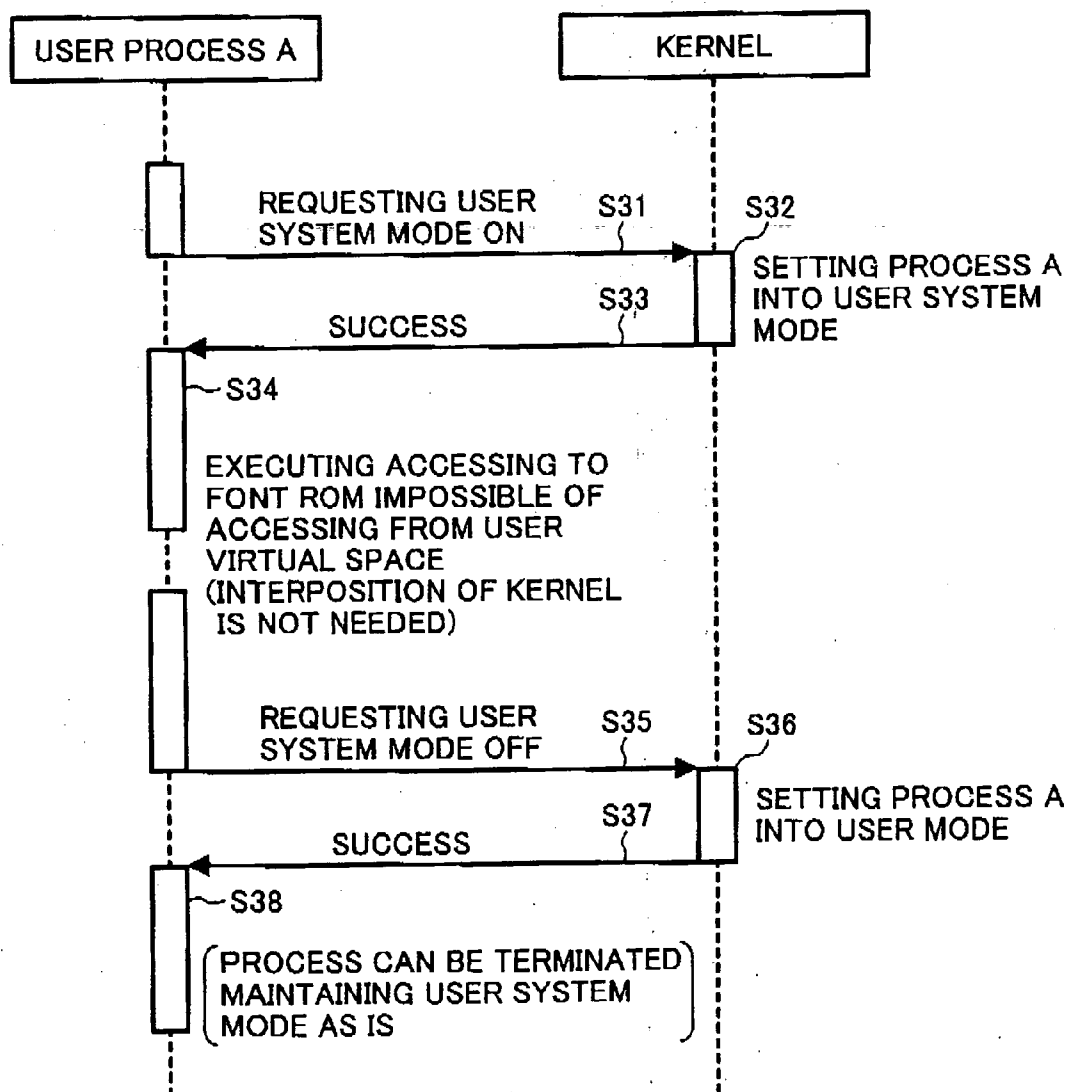 USER PROCESS A
KERNEL
REQUESTING USER
SYSTEM MODE ON
S31
S32
SETTING PROCESS A
INTO USER SYSTEM
MODE
S33
SUCCESS
S34
EXECUTING ACCESSING TO
FONT ROM IMPOSSIBLE OF
ACCESSING FROM USER
VIRTUAL SPACE
(INTERPOSITION OF KERNEL
IS NOT NEEDED)
REQUESTING USER
SYSTEM MODE OFF
S35
S36
SETTING PROCESS A
INTO USER MODE
S37
SUCCESS
S38
(PROCESS CAN BE TERMINATED
MAINTAINING USER SYSTEM
MODE AS IS)